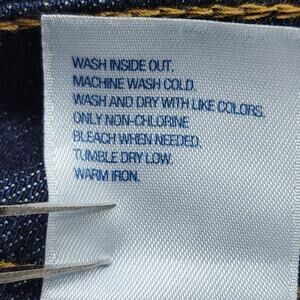 WASH INSIDE OUT.
MACHINE WASH COLD.
WASH AND DRY WITH LIKE COLORS.
ONLY NON-CHLORINE
BLEACH WHEN NEEDED.
TUMBLE DRY LOW.
WARM IRON.